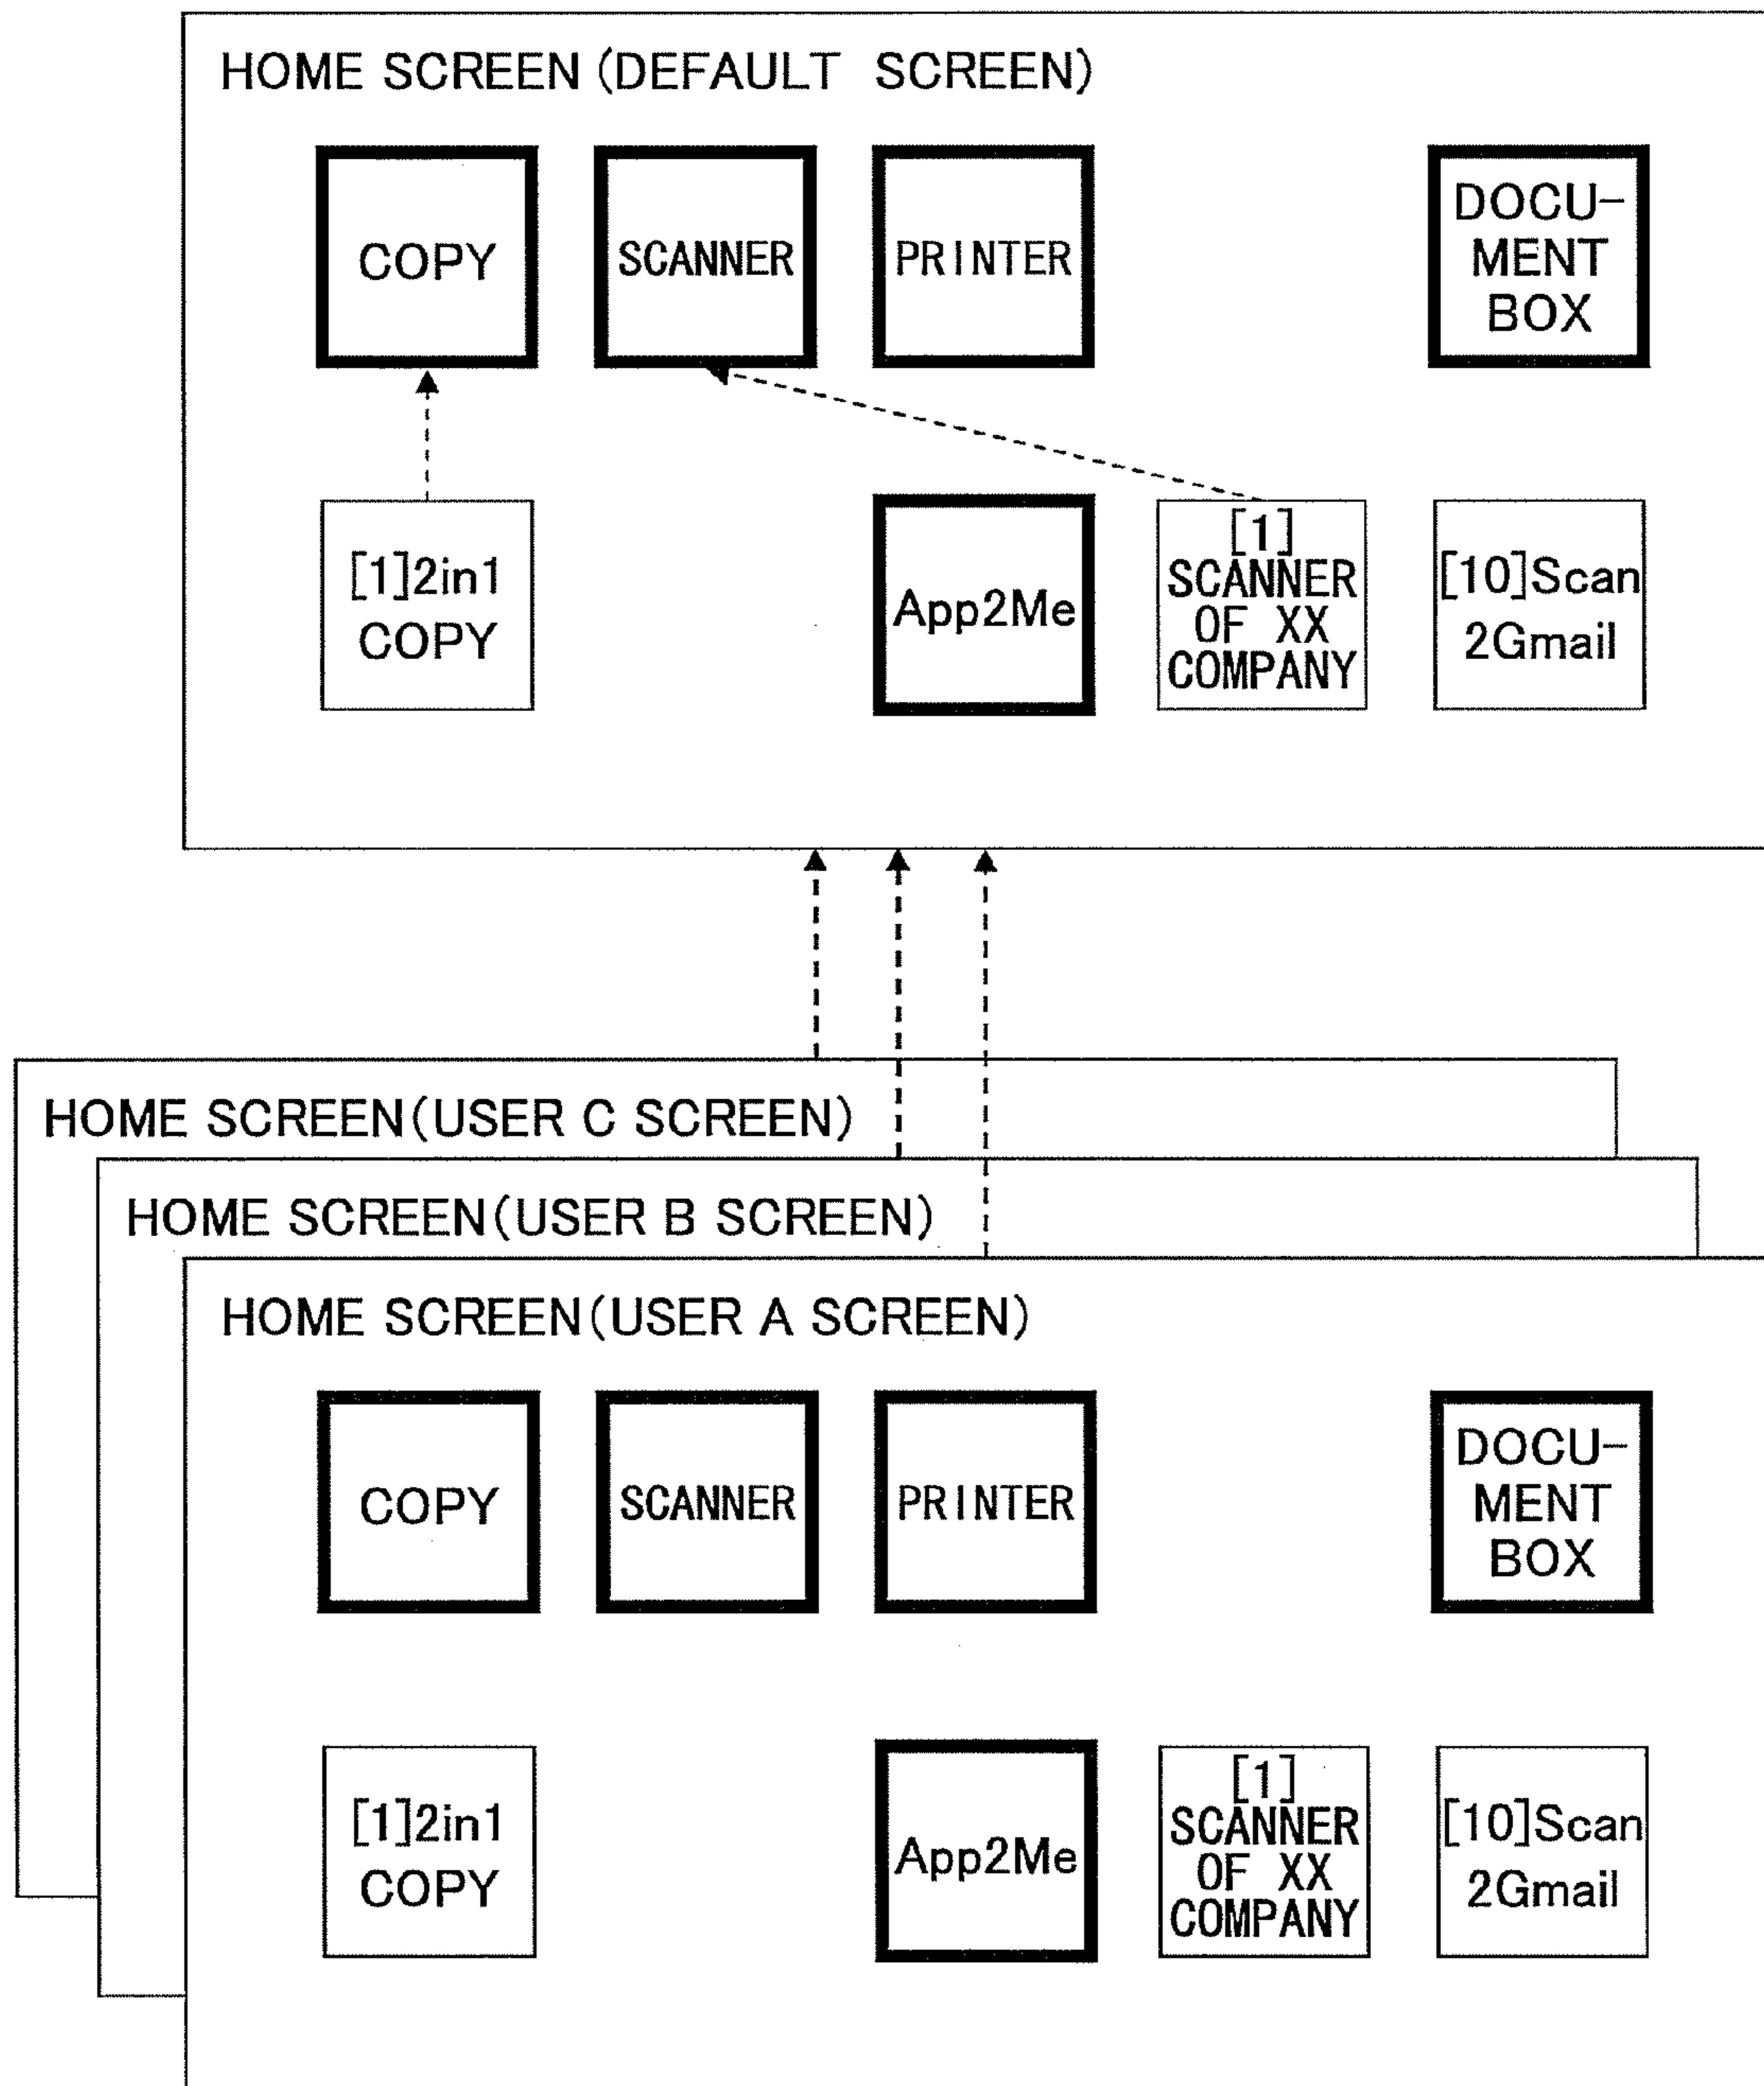 HOME SCREEN (DEFAULT SCREEN)
COPY
SCANNER
PRINTER
DOCU-
MENT
BOX
[1]2in1
COPY
App2Me
[1]
SCANNER
OF XX
COMPANY
[10]Scan
2Gmail
HOME SCREEN(USER C SCREEN)
HOME SCREEN(USER B SCREEN)
HOME SCREEN(USER A SCREEN)
COPY
SCANNER
PRINTER
DOCU-
MENT
BOX
[1]2in1
COPY
App2Me
[1]
SCANNER
OF XX
COMPANY
[10]Scan
2Gmail